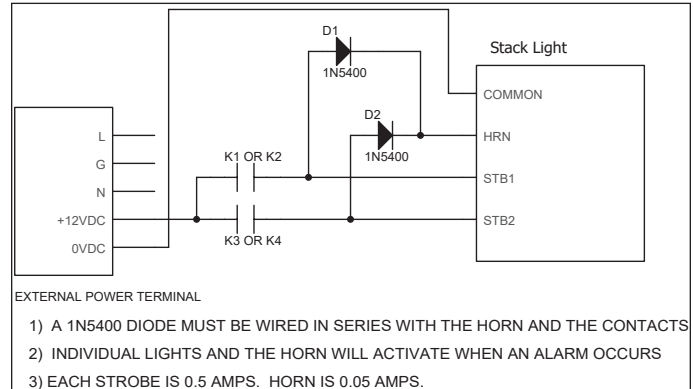 D1
1N5400
Stack Light
COMMON
D2
1N5400
HRN
L
G
N
+12VDC
0VDC
K1 OR K2
K3 OR K4
STB1
STB2
EXTERNAL POWER TERMINAL
1) A 1N5400 DIODE MUST BE WIRED IN SERIES WITH THE HORN AND THE CONTACTS
2) INDIVIDUAL LIGHTS AND THE HORN WILL ACTIVATE WHEN AN ALARM OCCURS
3) EACH STROBE IS 0.5 AMPS. HORN IS 0.05 AMPS.